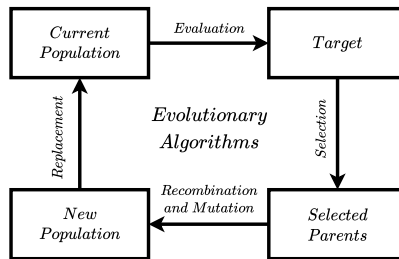 Current
Population
Evaluation
Target
Replacement
Evolutionary
Algorithms
Selection
New
Population
Recombination
and Mutation
Selected
Parents